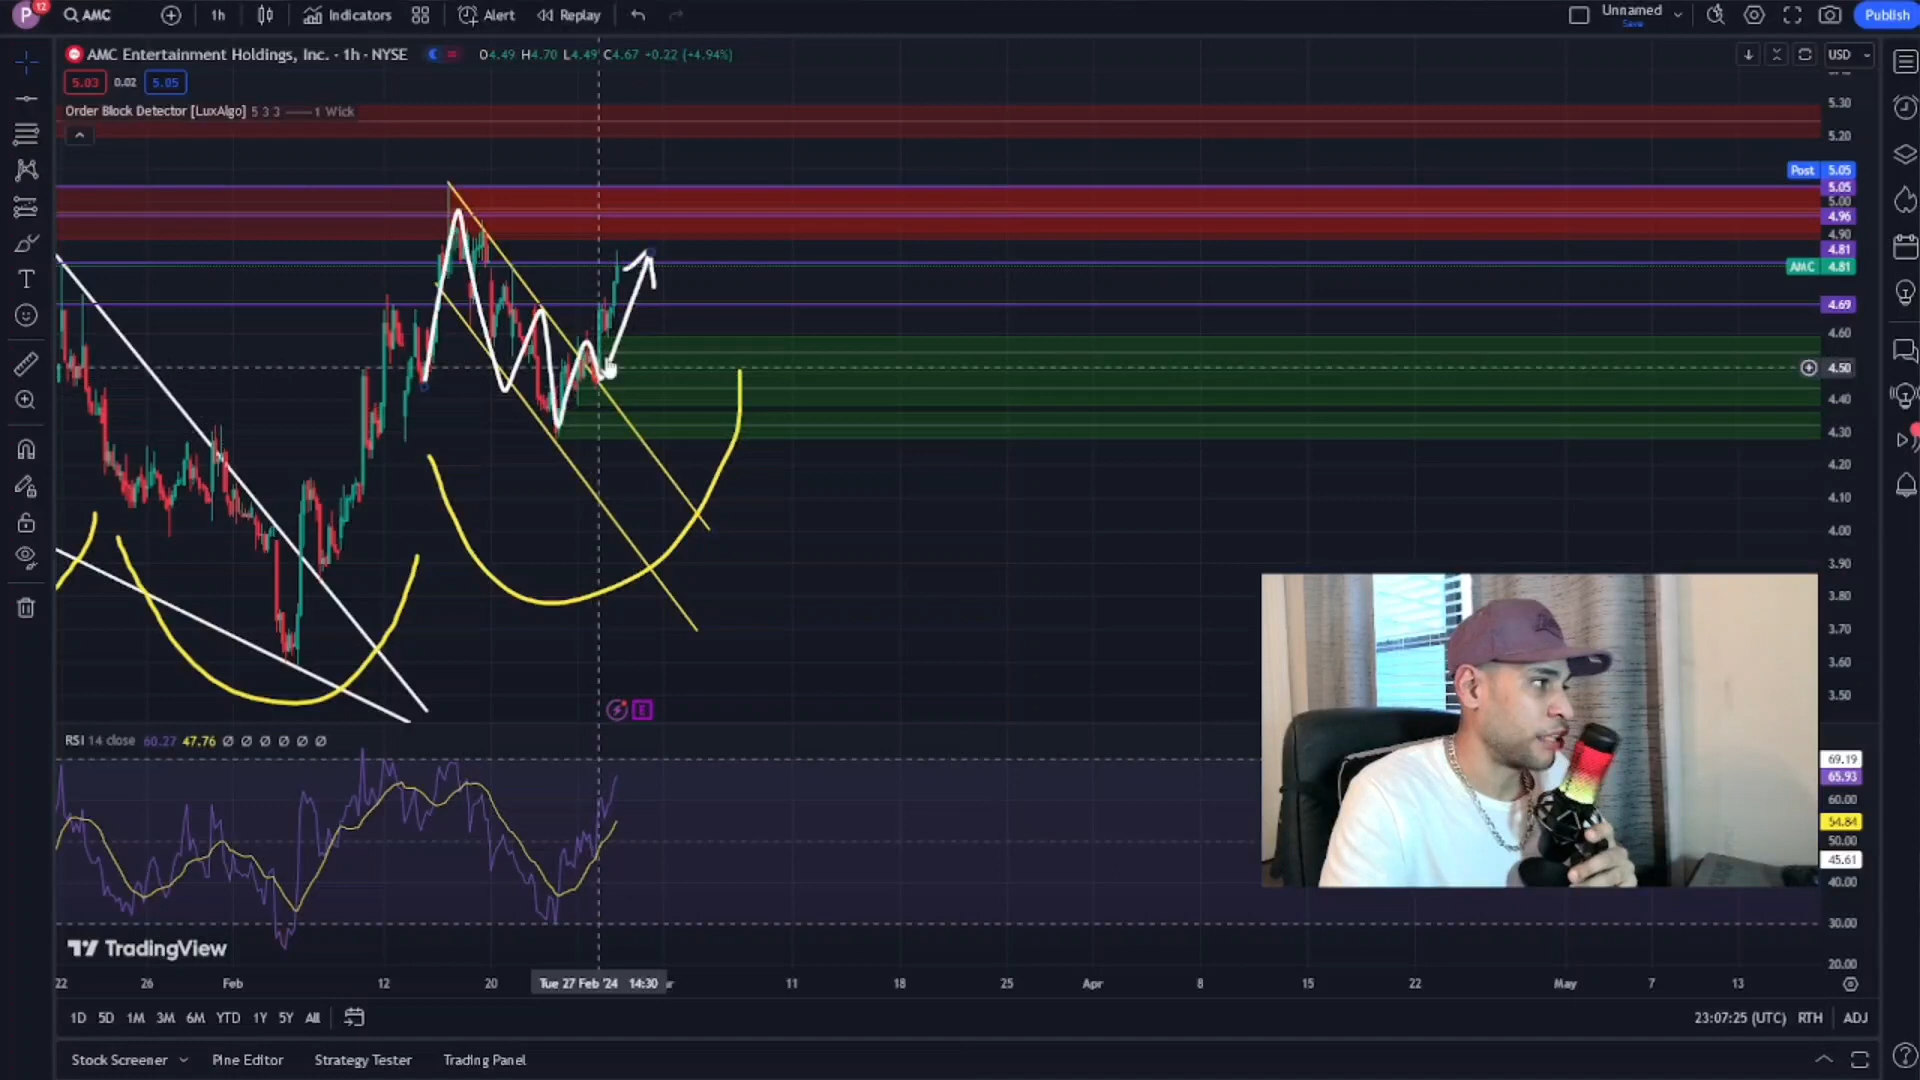 P 12 AMC 1h Indicators Alert Replay Unnamed Save Publish
AMC Entertainment Holdings, Inc. · 1h · NYSE O4.49 H4.70 L4.49 C4.67 +0.22 (+4.94%) USD
5.03 0.02 5.05
Order Block Detector [LuxAlgo] 5 3 3 1 Wick
5.30
5.20
Post 5.05
5.05
5.00
4.96
4.90
4.81
AMC 4.81
4.69
4.60
4.50
4.40
4.30
4.20
4.10
4.00
3.90
3.80
3.70
3.60
3.50
E
RSI 14 close 60.27 47.76 Ø Ø Ø Ø Ø Ø
69.19
65.93
60.00
54.84
50.00
45.61
40.00
30.00
20.00
TradingView
22 26 Feb 12 20 Tue 27 Feb '24 14:30 11 18 25 Apr 8 15 22 May 7 13
1D 5D 1M 3M 6M YTD 1Y 5Y All 23:07:25 (UTC) RTH ADJ
Stock Screener Pine Editor Strategy Tester Trading Panel